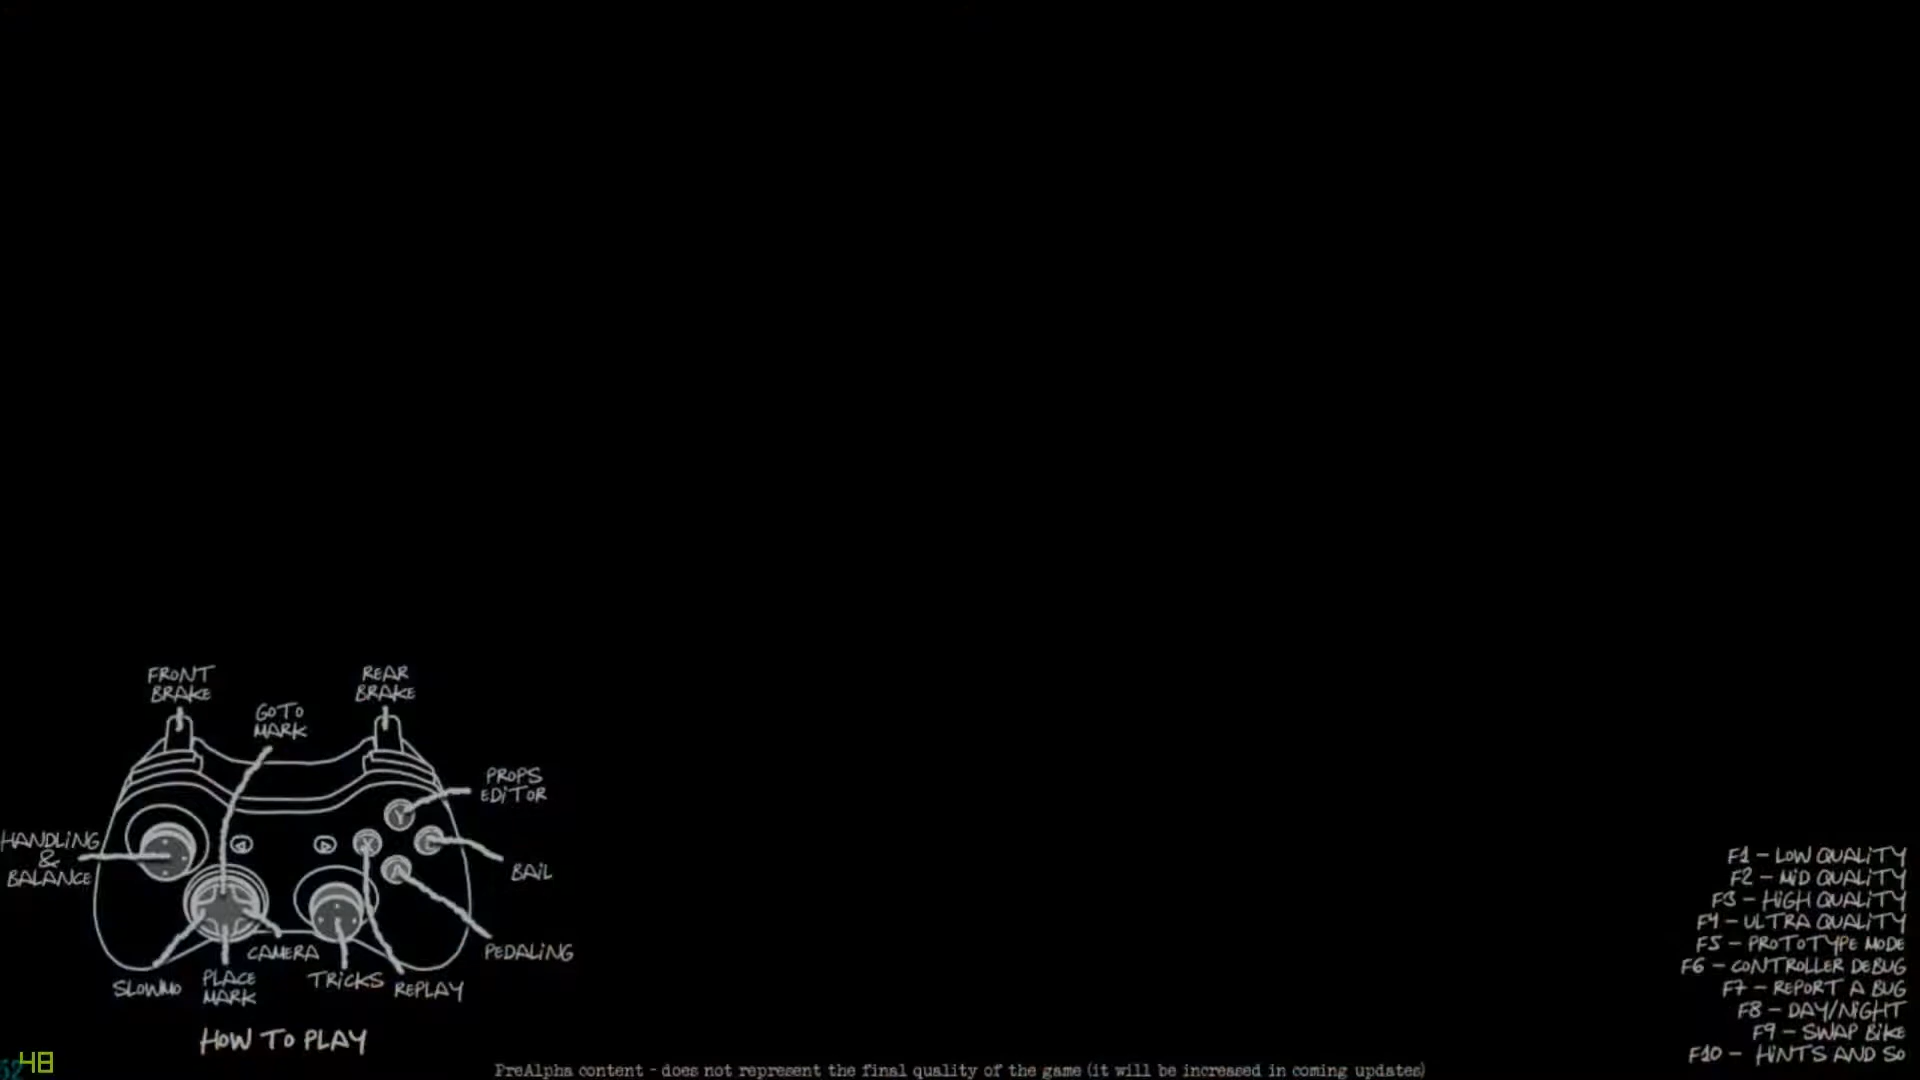 FRONT
BRAKE
REAR
BRAKE
GOTO
MARK
PROPS
EDITOR
HANDLING
&
BALANCE
Y
X
A
BAIL
CAMERA
PEDALING
SLOWMO
PLACE
MARK
TRICKS
REPLAY
HOW TO PLAY
F1 - LOW QUALITY
F2 - MID QUALITY
F3 - HIGH QUALITY
F4 - ULTRA QUALITY
F5 - PROTOTYPE MODE
F6 - CONTROLLER DEBUG
F7 - REPORT A BUG
F8 - DAY/NIGHT
F9 - SWAP BIKE
F10 - HINTS AND SO
48
PreAlpha content - does not represent the final quality of the game (it will be increased in coming updates)